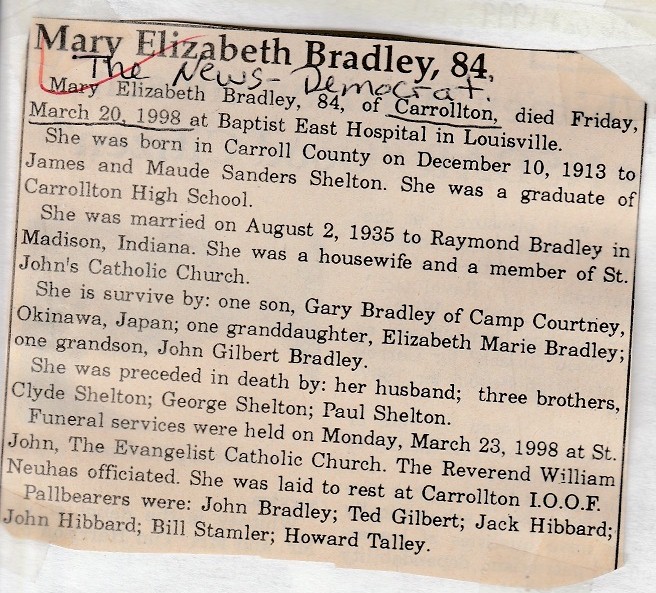 Mary Elizabeth Bradley, 84,
The News-Democrat.
Mary Elizabeth Bradley, 84, of Carrollton, died Friday,
March 20, 1998 at Baptist East Hospital in Louisville.
She was born in Carroll County on December 10, 1913 to
James and Maude Sanders Shelton. She was a graduate of
Carrollton High School.
She was married on August 2, 1935 to Raymond Bradley in
Madison, Indiana. She was a housewife and a member of St.
John's Catholic Church.
She is survive by: one son, Gary Bradley of Camp Courtney,
Okinawa, Japan; one granddaughter, Elizabeth Marie Bradley;
one grandson, John Gilbert Bradley.
She was preceded in death by: her husband; three brothers,
Clyde Shelton; George Shelton; Paul Shelton.
Funeral services were held on Monday, March 23, 1998 at St.
John, The Evangelist Catholic Church. The Reverend William
Neuhas officiated. She was laid to rest at Carrollton I.O.O.F.
Pallbearers were: John Bradley; Ted Gilbert; Jack Hibbard;
John Hibbard; Bill Stamler; Howard Talley.